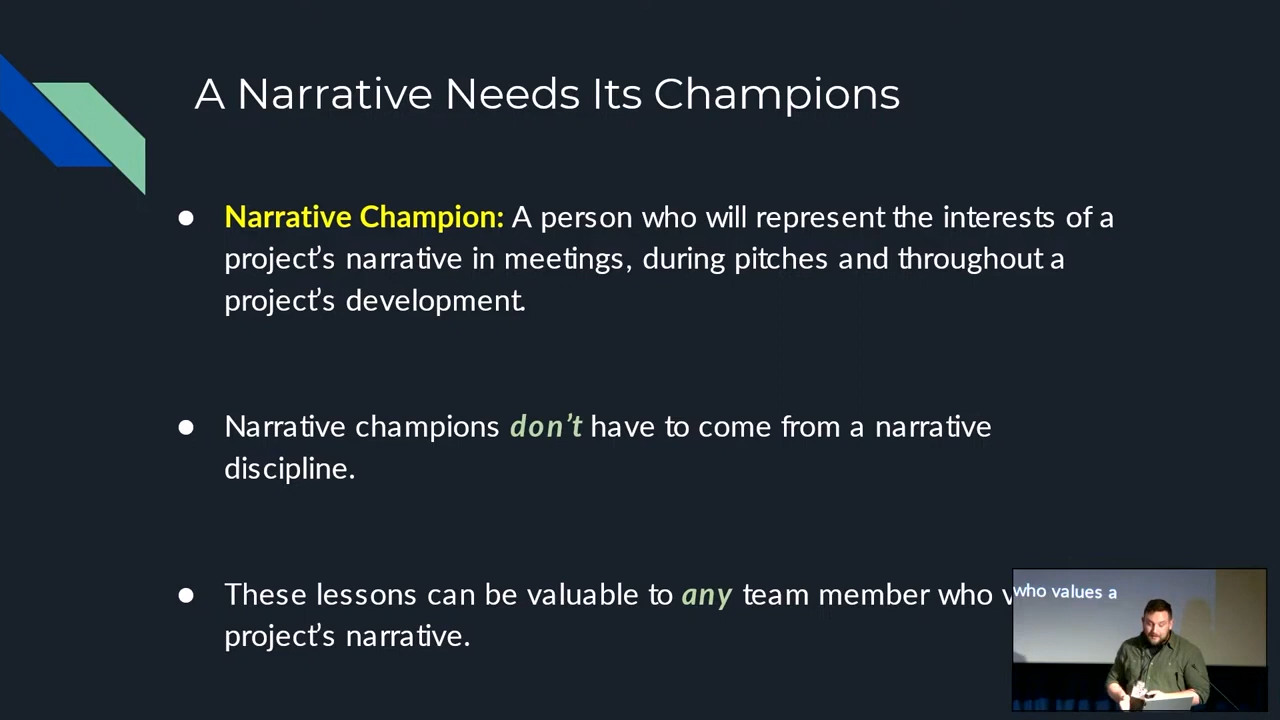 A Narrative Needs Its Champions
● Narrative Champion: A person who will represent the interests of a
project's narrative in meetings, during pitches and throughout a
project's development.
● Narrative champions don't have to come from a narrative
discipline.
● These lessons can be valuable to any team member who v
who values a
project's narrative.